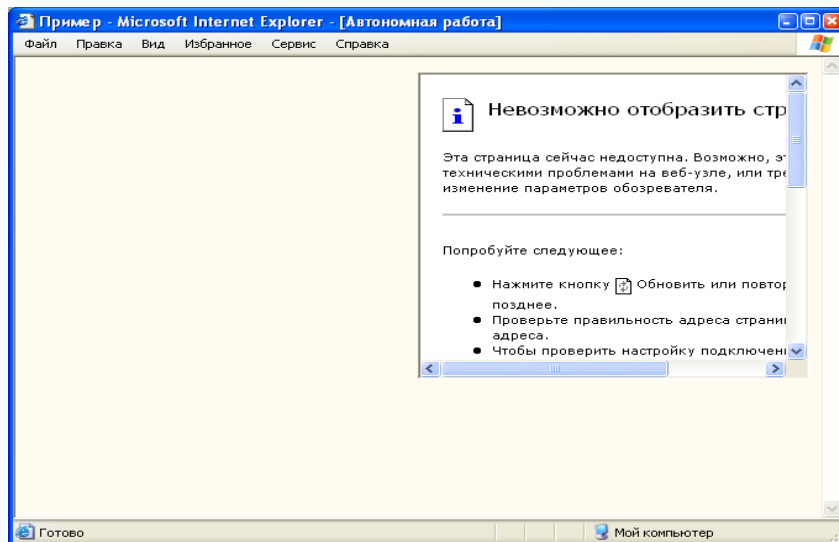 Пример - Microsoft Internet Explorer - [Автономная работа]
Файл Правка Вид Избранное Сервис Справка
Невозможно отобразить стр
Эта страница сейчас недоступна. Возможно, э
техническими проблемами на веб-узле, или тре
изменение параметров обозревателя.
Попробуйте следующее:
Нажмите кнопку Обновить или повтор
позднее.
Проверьте правильность адреса страни
адреса.
Чтобы проверить настройку подключен
Готово
Мой компьютер